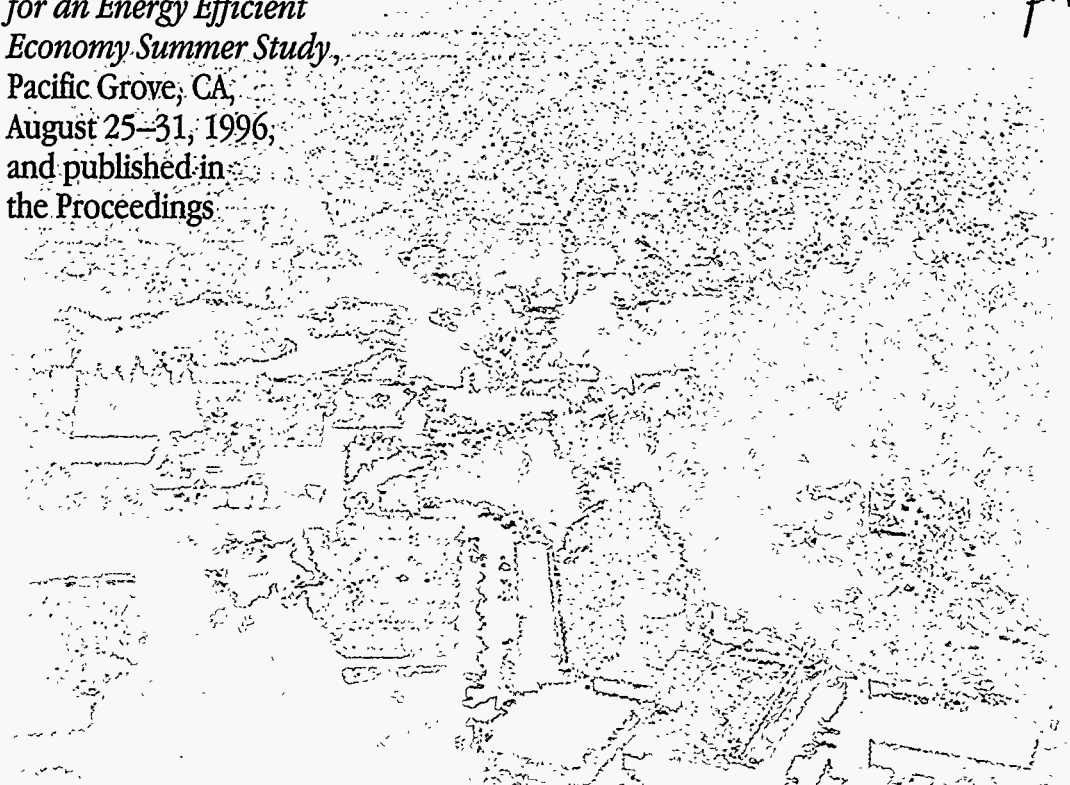 for an Energy Efficient
Economy Summer Study,
Pacific Grove, CA,
August 25–31, 1996,
and published in
the Proceedings